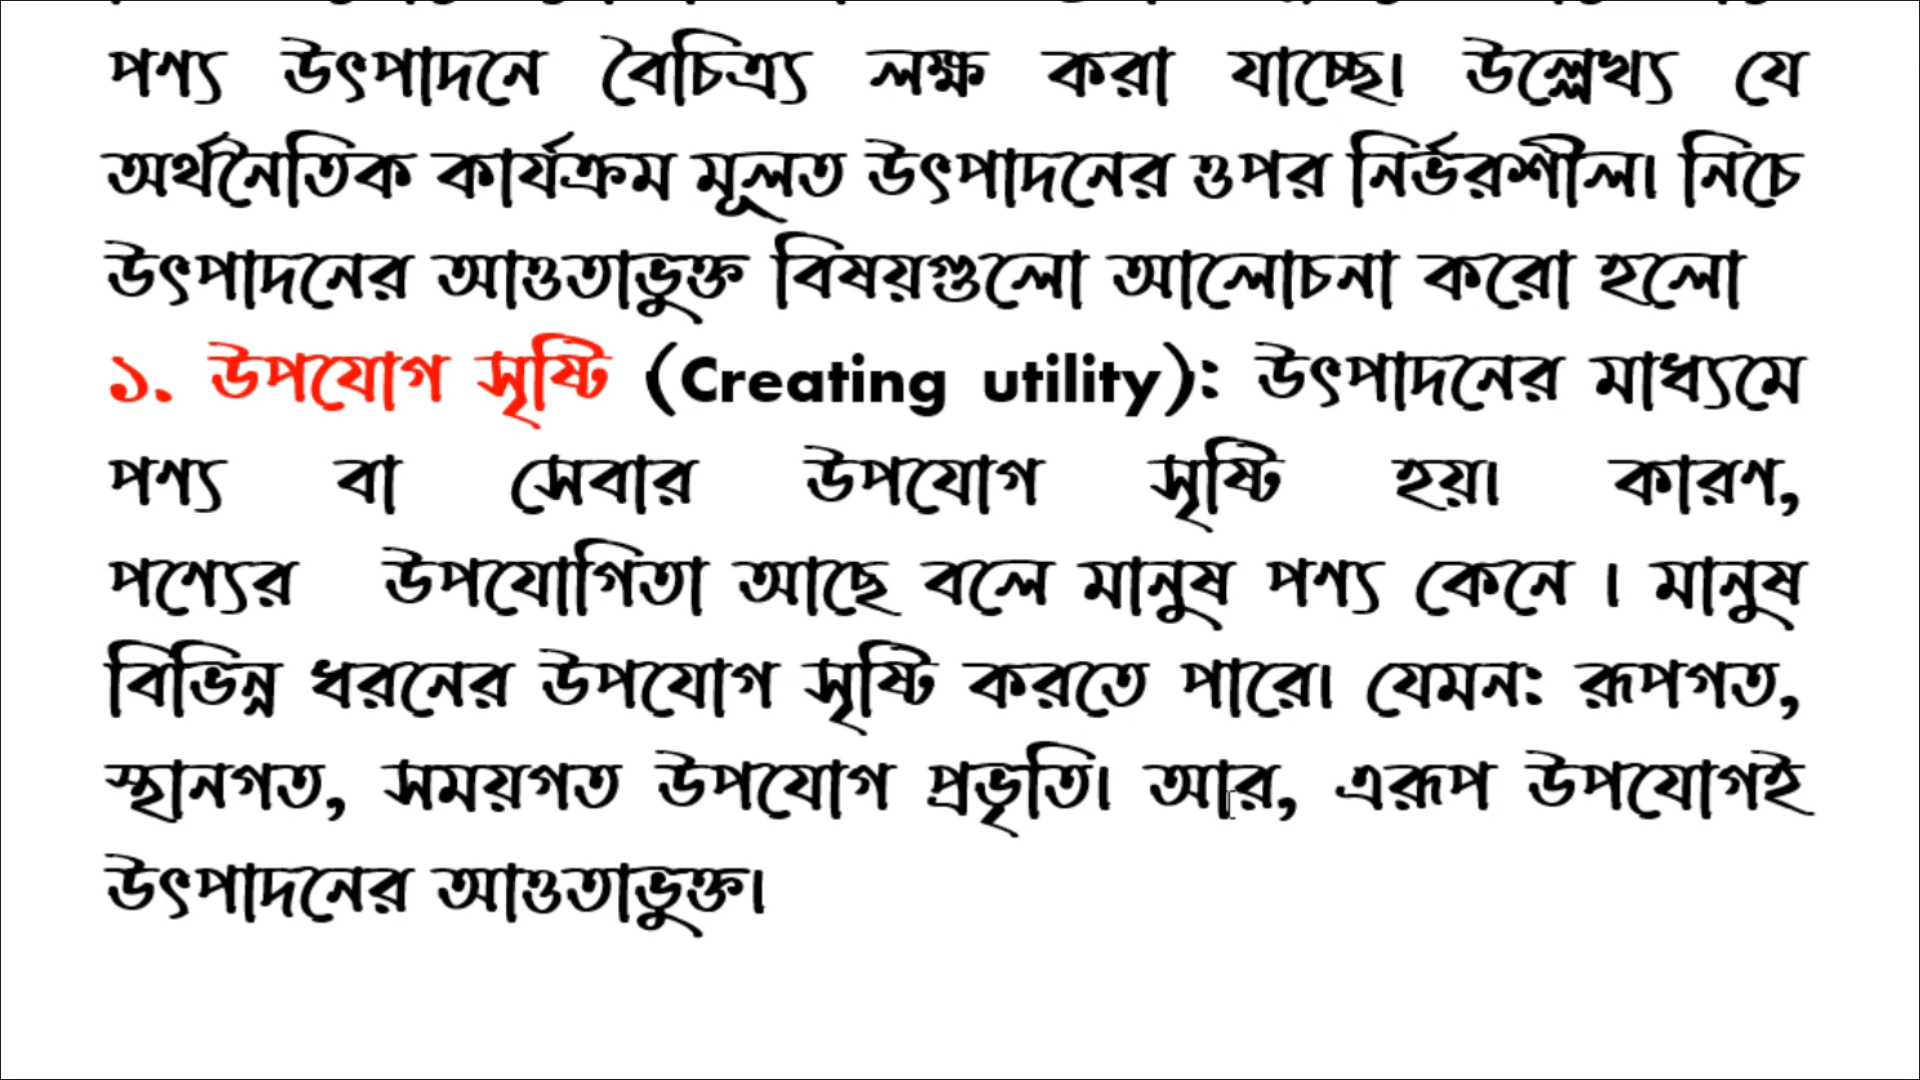 পণ্য উৎপাদনে বৈচিত্র্য লক্ষ করা যাচ্ছে। উল্লেখ্য যে
অর্থনৈতিক কার্যক্রম মূলত উৎপাদনের ওপর নির্ভরশীল। নিচে
উৎপাদনের আওতাভুক্ত বিষয়গুলো আলোচনা করো হলো
১. উপযোগ সৃষ্টি (Creating utility): উৎপাদনের মাধ্যমে
পণ্য বা সেবার উপযোগ সৃষ্টি হয়। কারণ,
পণ্যের উপযোগিতা আছে বলে মানুষ পণ্য কেনে । মানুষ
বিভিন্ন ধরনের উপযোগ সৃষ্টি করতে পারে। যেমন: রূপগত,
স্থানগত, সময়গত উপযোগ প্রভৃতি। আর, এরূপ উপযোগই
উৎপাদনের আওতাভুক্ত।